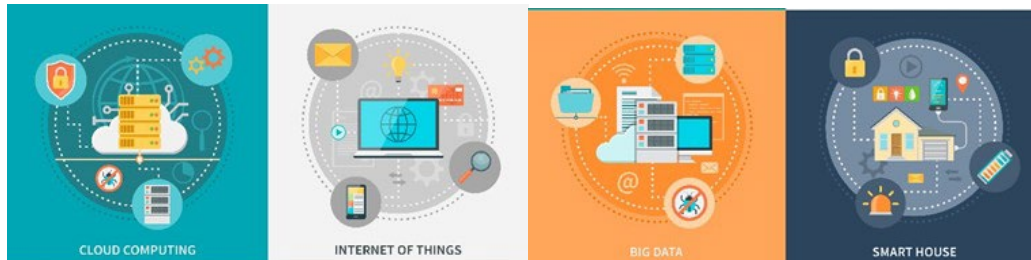 CLOUD COMPUTING
INTERNET OF THINGS
BIG DATA
SMART HOUSE